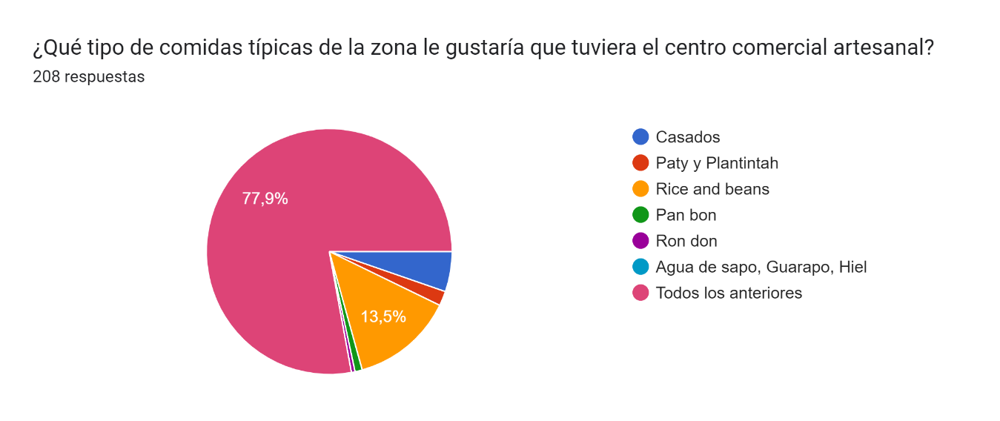 ¿Qué tipo de comidas típicas de la zona le gustaría que tuviera el centro comercial artesanal?
208 respuestas
77,9%
13,5%
Casados
Paty y Plantintah
Rice and beans
Pan bon
Ron don
Agua de sapo, Guarapo, Hiel
Todos los anteriores